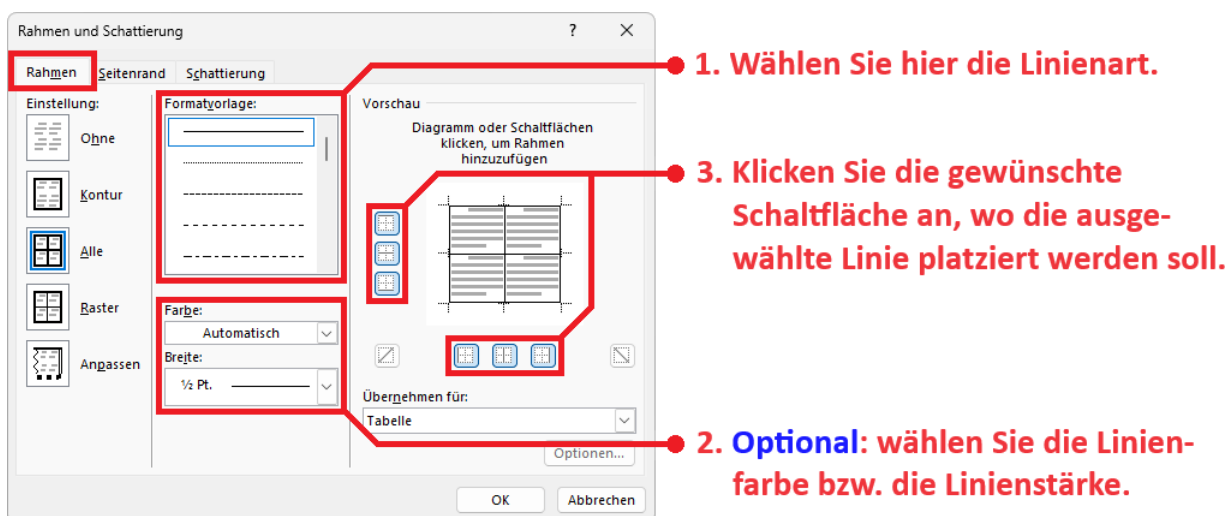 Rahmen und Schattierung ?
Rahmen Seitenrand Schattierung
Einstellung:
Ohne
Kontur
Alle
Raster
Anpassen
Formatvorlage:
Farbe:
Automatisch
Breite:
½ Pt.
Vorschau
Diagramm oder Schaltflächen
klicken, um Rahmen
hinzuzufügen
Übernehmen für:
Tabelle
Optionen...
OK Abbrechen
1. Wählen Sie hier die Linienart.
3. Klicken Sie die gewünschte
Schaltfläche an, wo die ausge-
wählte Linie platziert werden soll.
2. Optional: wählen Sie die Linien-
farbe bzw. die Linienstärke.